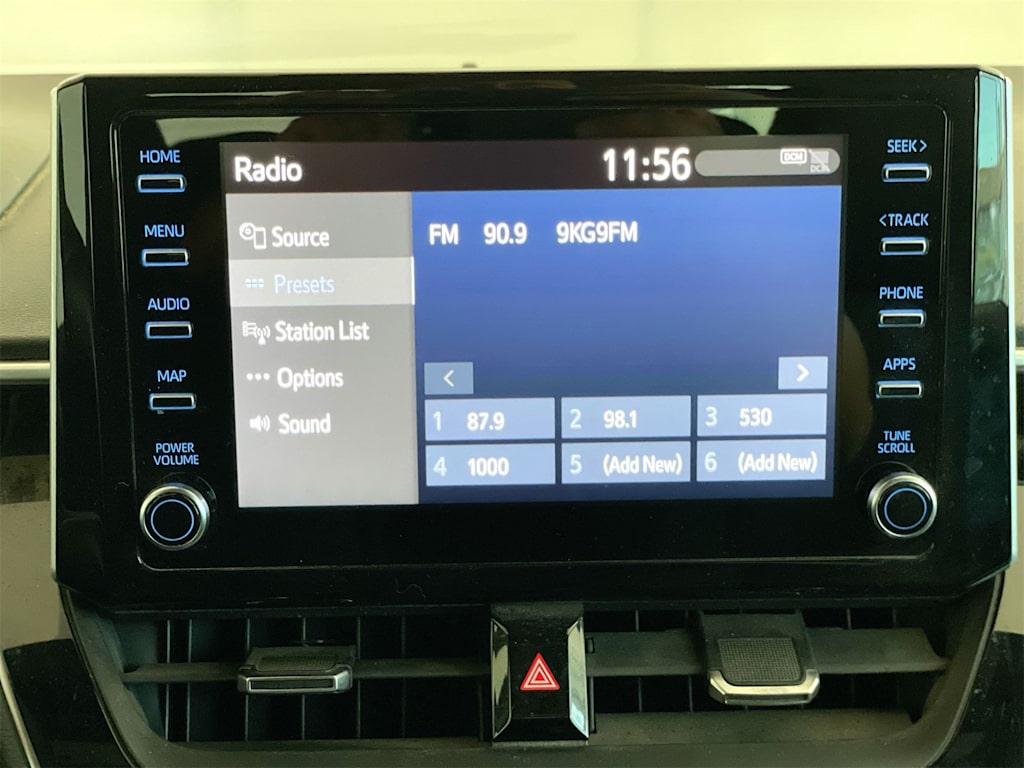 HOME
MENU
AUDIO
MAP
POWER
VOLUME
Radio
11:56
DCM
DCM
Source
Presets
Station List
Options
Sound
FM 90.9 9KG9FM
<
>
1 87.9
2 98.1
3 530
4 1000
5 (Add New)
6 (Add New)
SEEK>
<TRACK
PHONE
APPS
TUNE
SCROLL